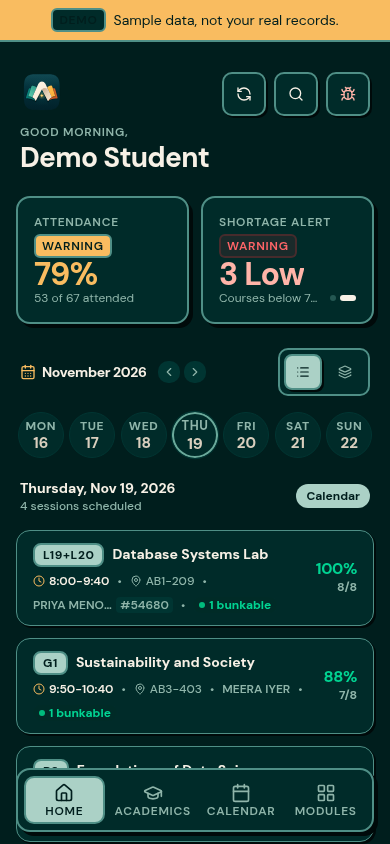 DEMO Sample data, not your real records.
GOOD MORNING,
Demo Student
ATTENDANCE
WARNING
79%
53 of 67 attended
SHORTAGE ALERT
WARNING
3 Low
Courses below 7...
November 2026
MON TUE WED THU FRI SAT SUN
16 17 18 19 20 21 22
Thursday, Nov 19, 2026
4 sessions scheduled
Calendar
L19+L20 Database Systems Lab
8:00-9:40 • AB1-209 •
PRIYA MENO... #54680 • 1 bunkable
100%
8/8
G1 Sustainability and Society
9:50-10:40 • AB3-403 • MEERA IYER •
1 bunkable
88%
7/8
HOME ACADEMICS CALENDAR MODULES